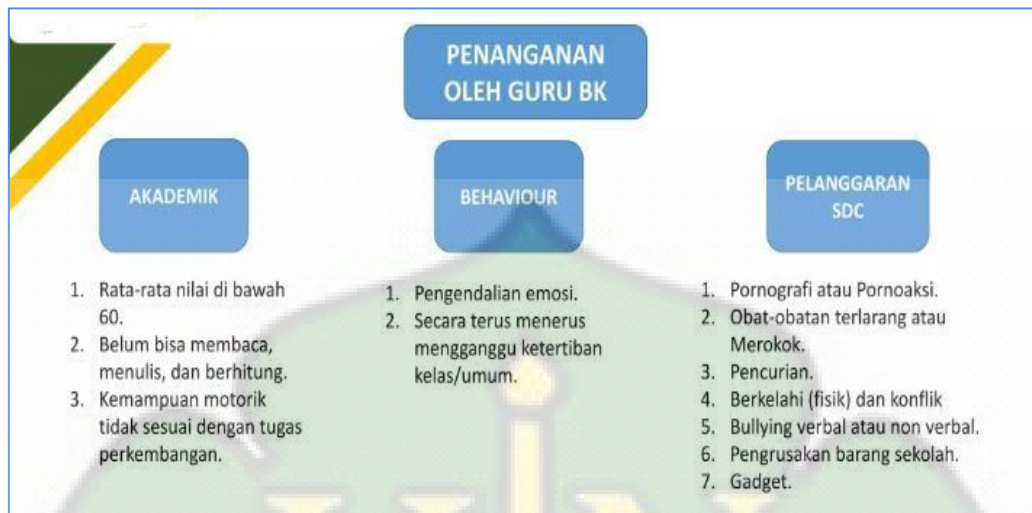 PENANGANAN
OLEH GURU BK
AKADEMIK
1. Rata-rata nilai di bawah
60.
2. Belum bisa membaca,
menulis, dan berhitung.
3. Kemampuan motorik
tidak sesuai dengan tugas
perkembangan.
BEHAVIOUR
1. Pengendalian emosi.
2. Secara terus menerus
mengganggu ketertiban
kelas/umum.
PELANGGARAN
SDC
1. Pornografi atau Pornoaksi.
2. Obat-obatan terlarang atau
Merokok.
3. Pencurian.
4. Berkelahi (fisik) dan konflik
5. Bullying verbal atau non verbal.
6. Pengrusakan barang sekolah.
7. Gadget.